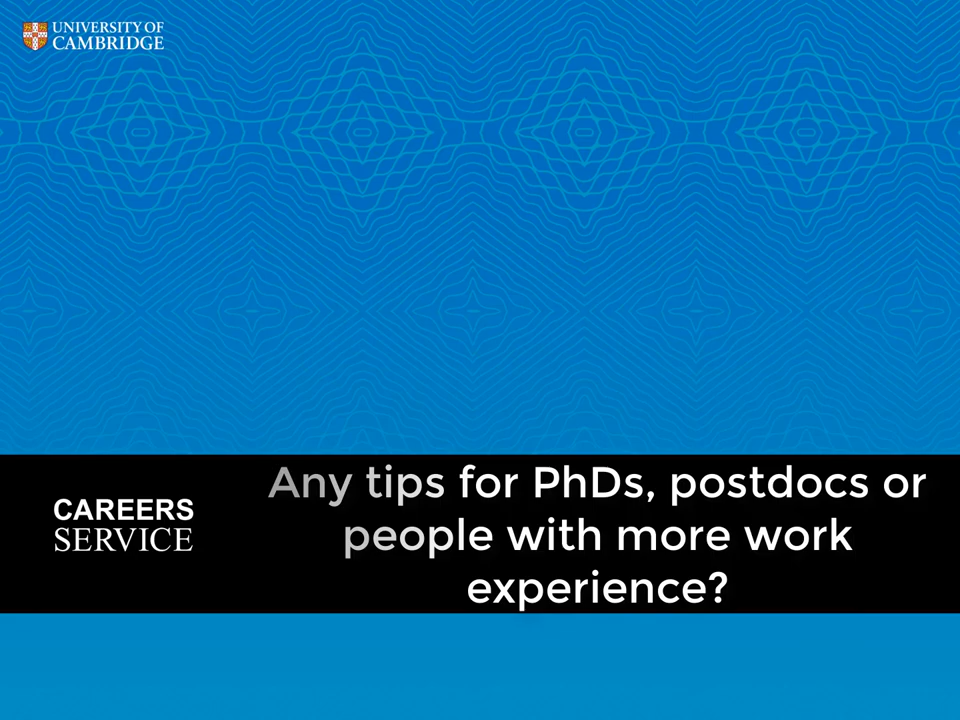 UNIVERSITY OF
CAMBRIDGE
CAREERS
SERVICE
Any tips for PhDs, postdocs or
people with more work
experience?